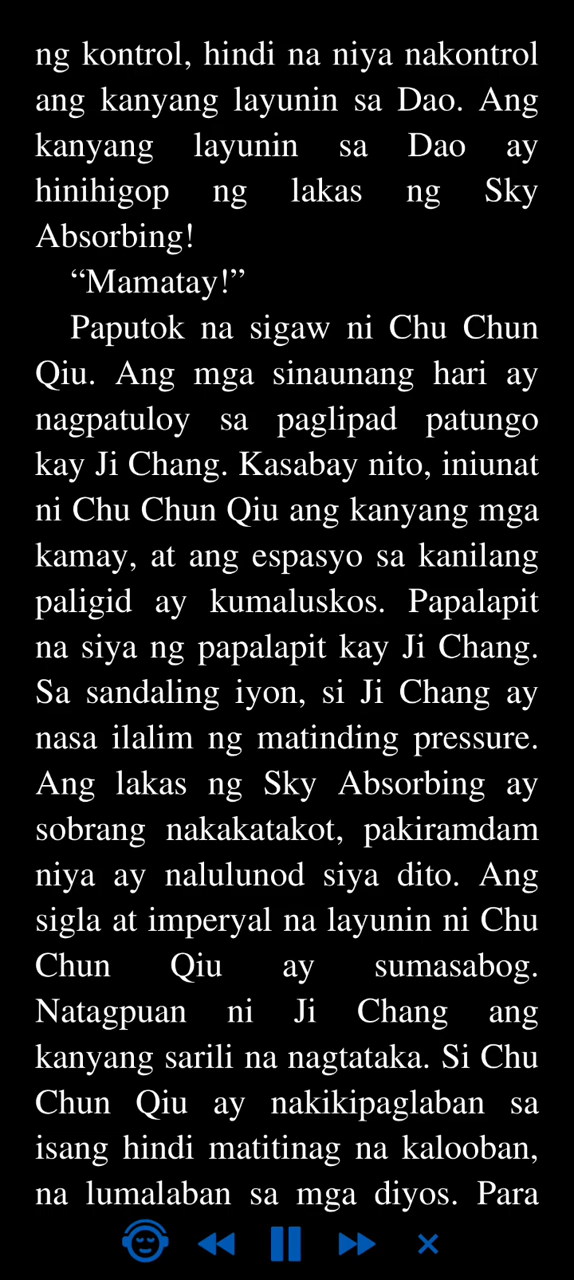 ng kontrol, hindi na niya nakontrol
ang kanyang layunin sa Dao. Ang
kanyang layunin sa Dao ay
hinihigop ng lakas ng Sky
Absorbing!
“Mamatay!”
Paputok na sigaw ni Chu Chun
Qiu. Ang mga sinaunang hari ay
nagpatuloy sa paglipad patungo
kay Ji Chang. Kasabay nito, iniunat
ni Chu Chun Qiu ang kanyang mga
kamay, at ang espasyo sa kanilang
paligid ay kumaluskos. Papalapit
na siya ng papalapit kay Ji Chang.
Sa sandaling iyon, si Ji Chang ay
nasa ilalim ng matinding pressure.
Ang lakas ng Sky Absorbing ay
sobrang nakakatakot, pakiramdam
niya ay nalulunod siya dito. Ang
sigla at imperyal na layunin ni Chu
Chun Qiu ay sumasabog.
Natagpuan ni Ji Chang ang
kanyang sarili na nagtataka. Si Chu
Chun Qiu ay nakikipaglaban sa
isang hindi matitinag na kalooban,
na lumalaban sa mga diyos. Para